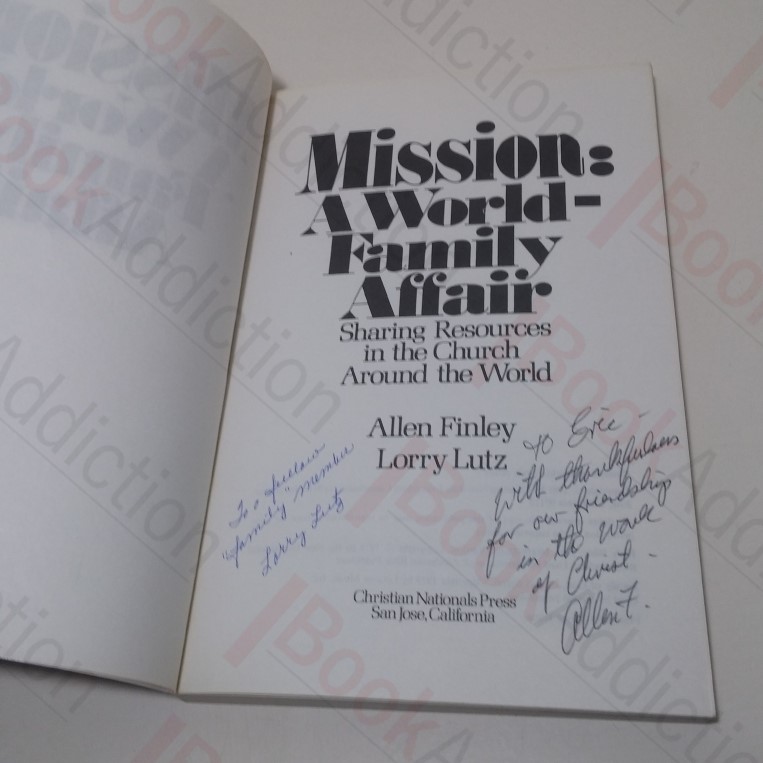 Mission:
A World-
Family
Affair
Sharing Resources
in the Church
Around the World
Allen Finley
Lorry Lutz
To a fellow
"family" member
Lorry Lutz
To Eric -
With thankfulness
for our friendship
in the work
of Christ -
Allen F.
Christian Nationals Press
San Jose, California
BookAddiction